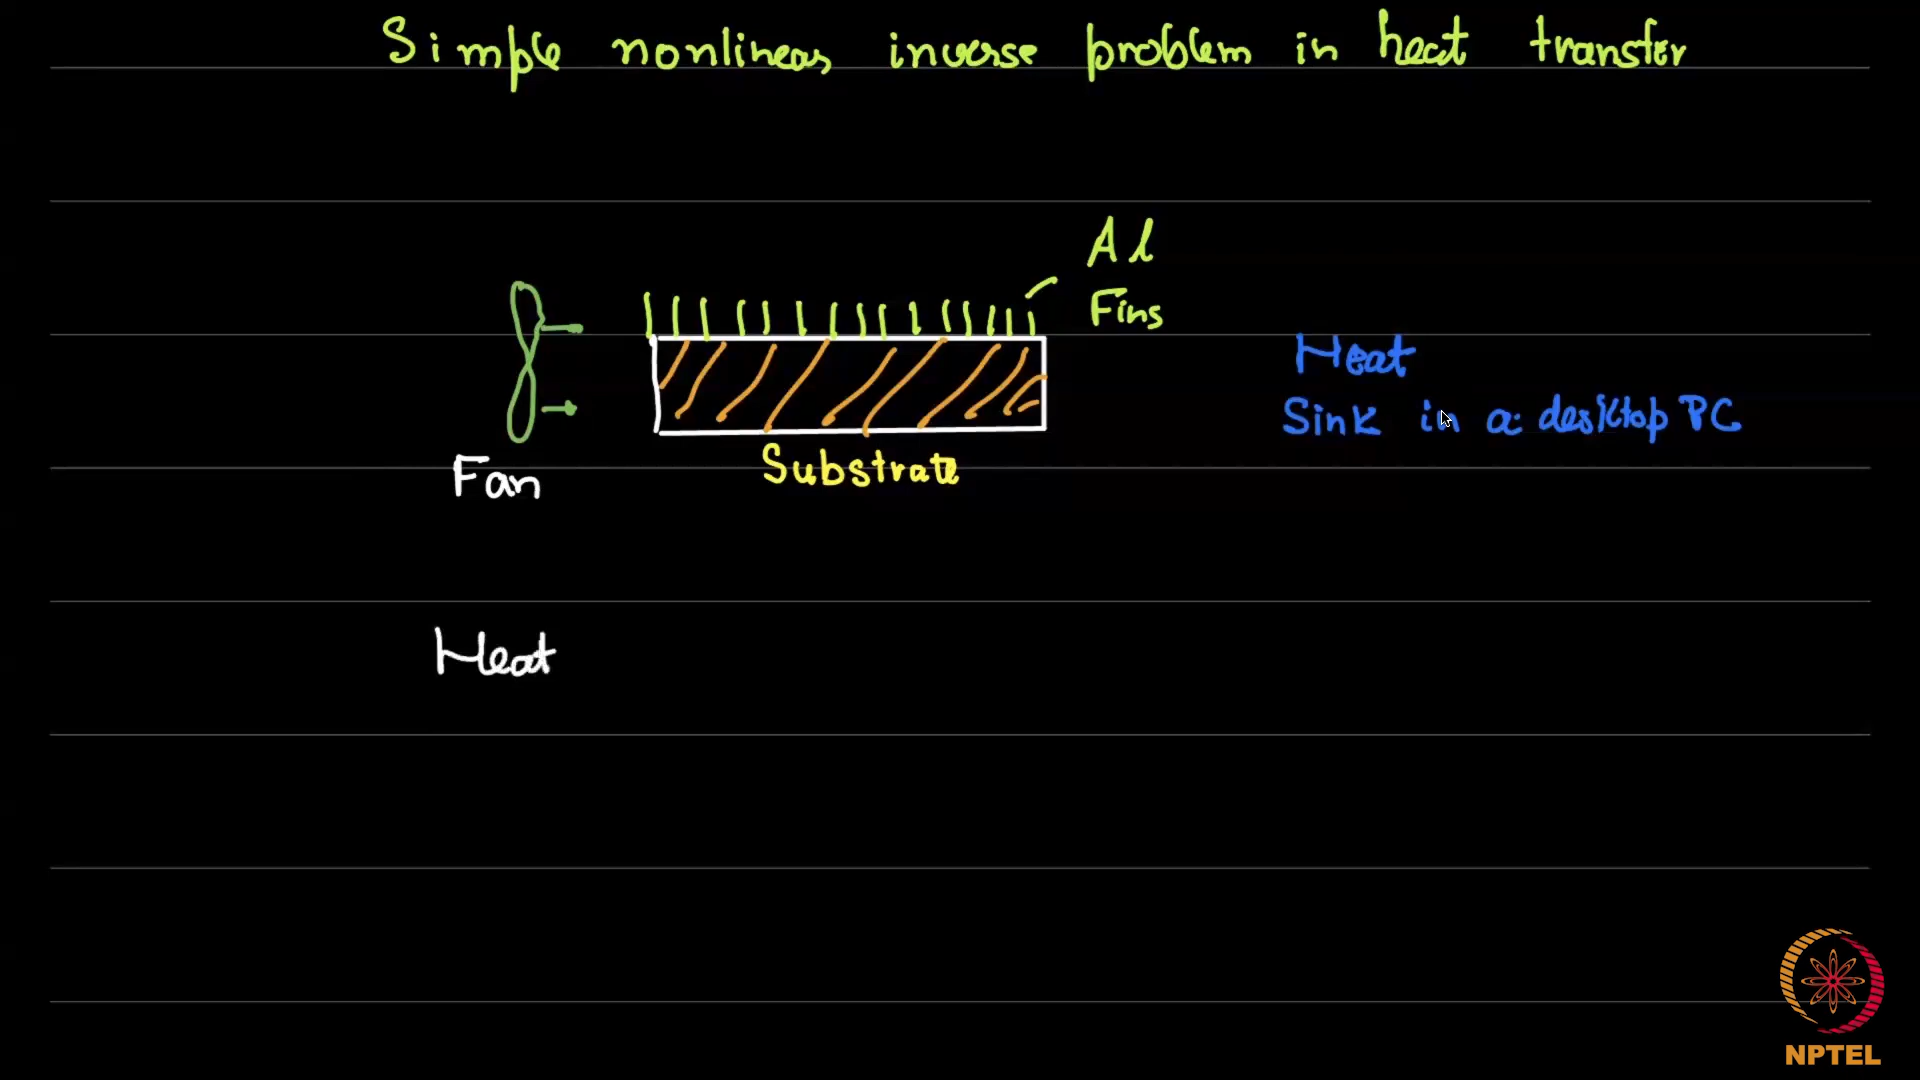 Simple nonlinear inverse problem in heat transfer
Al
Fins
Heat
Sink in a desktop PC
Substrate
Fan
Heat
NPTEL